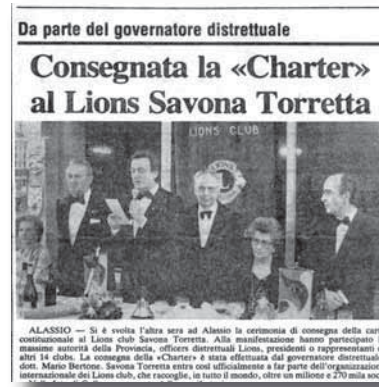 Da parte del governatore distrettuale
Consegnata la «Charter»
al Lions Savona Torretta
LIONS CLUB
ALASSIO — Si è svolta l'altra sera ad Alassio la cerimonia di consegna della cart
costituzionale al Lions club Savona Torretta. Alla manifestazione hanno partecipato
massime autorità della Provincia, officers distrettuali Lions, presidenti o rappresentanti
altri 14 clubs. La consegna della «Charter» è stata effettuata dal governatore distrettuale
dott. Mario Bertone. Savona Torretta entra così ufficialmente a far parte dell'organizzazion
internazionale dei Lions club, che raccoglie, in tutto il mondo, oltre un milione e 270 mila soc